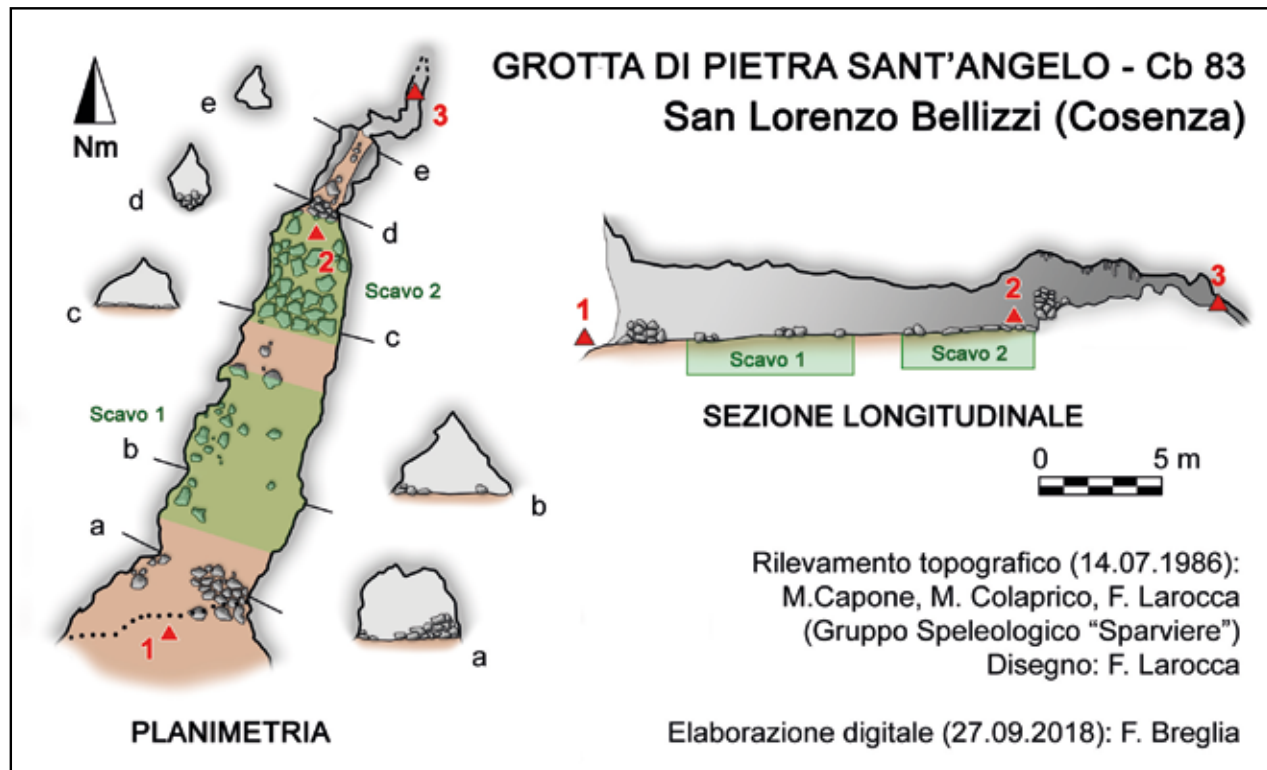 GROTTA DI PIETRA SANT'ANGELO - Cb 83
San Lorenzo Bellizzi (Cosenza)
Nm
e
d
c
b
a
3
e
d
2
Scavo 2
c
Scavo 1
b
a
1
PLANIMETRIA
1
2
3
Scavo 1
Scavo 2
SEZIONE LONGITUDINALE
0 5 m
Rilevamento topografico (14.07.1986):
M.Capone, M. Colaprico, F. Larocca
(Gruppo Speleologico “Sparviere”)
Disegno: F. Larocca
Elaborazione digitale (27.09.2018): F. Breglia